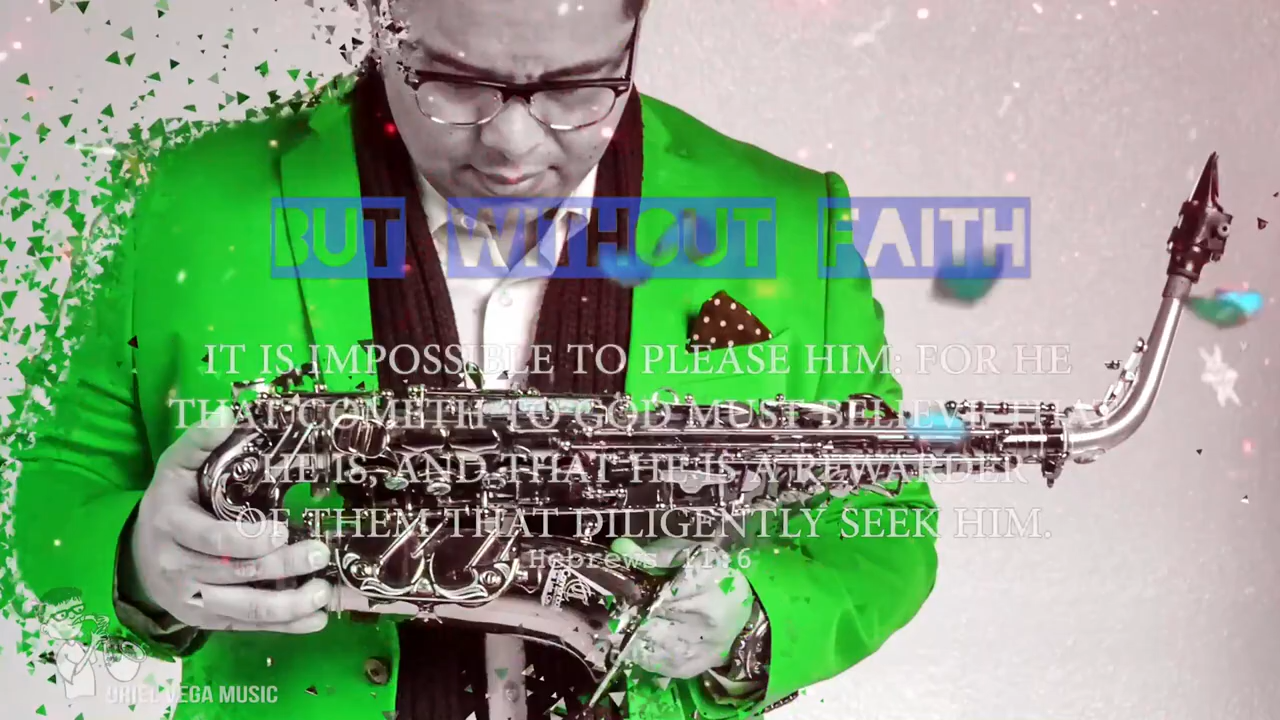 BUT WITHOUT FAITH
IT IS IMPOSSIBLE TO PLEASE HIM: FOR HE
THAT COMETH TO GOD MUST BELIEVE THAT
HE IS, AND THAT HE IS A REWARDER
OF THEM THAT DILIGENTLY SEEK HIM.
Hebrews 11:6
URIEL VEGA MUSIC